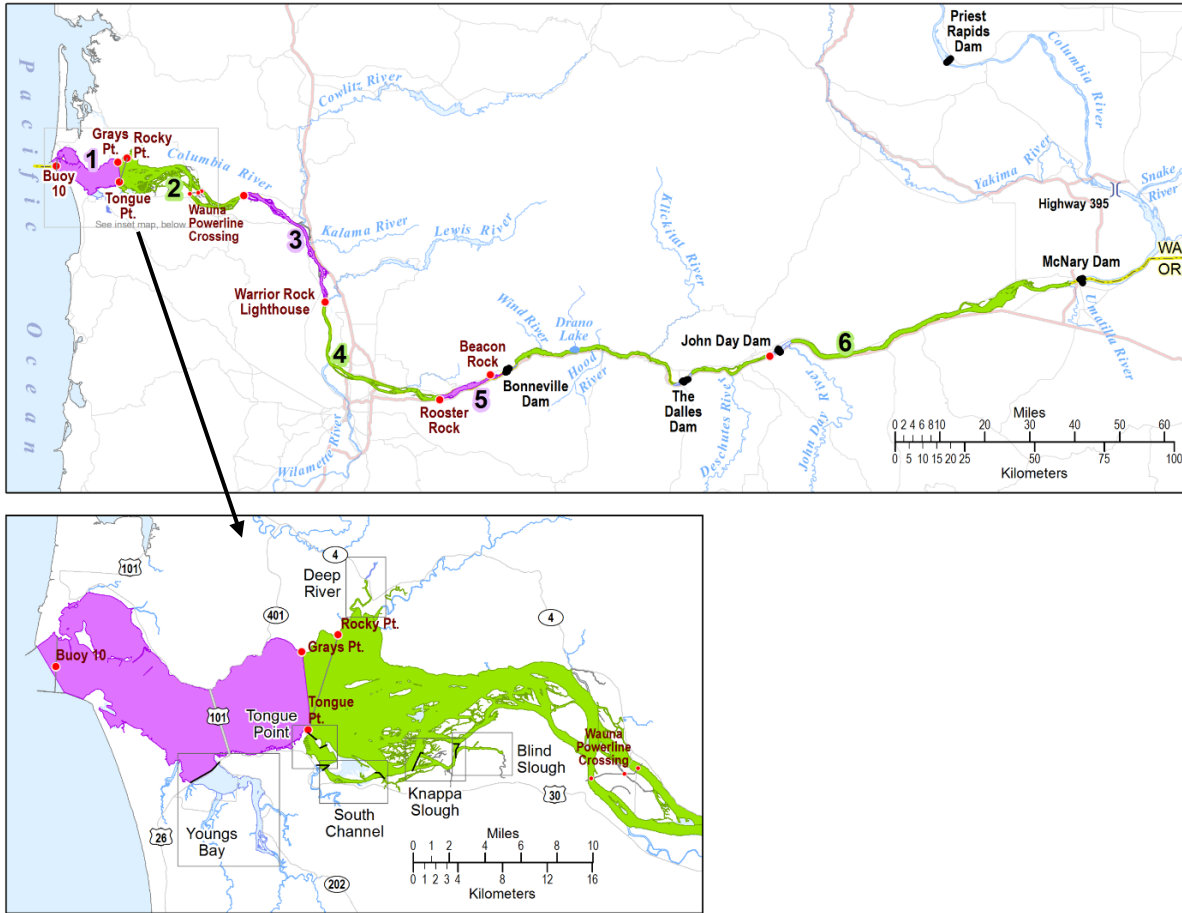 Priest
Rapids
Dam
Columbia
River
Pacific
Ocean
Cowlitz River
Grays
Pt.
Rocky
Pt.
1
Columbia
River
Buoy
10
2
Tongue
Pt.
Wauna
Powerline
Crossing
See inset map, below
3
Kalama River
Lewis River
Klickitat River
Yakima River
Snake
River
Highway 395
WA
OR
McNary Dam
Umatilla River
Warrior Rock
Lighthouse
Wind River
Drano
Lake
John Day Dam
6
4
Beacon
Rock
Hood
River
Bonneville
Dam
5
Rooster
Rock
The
Dalles
Dam
Deschutes River
John Day
River
Wilamette River
Miles
0 2 4 6 8 10 20 30 40 50 60
0 5 10 15 20 25 50 75 100
Kilometers
101
4
Deep
River
401
4
Rocky Pt.
Grays Pt.
Buoy 10
Tongue
Pt.
101
Tongue
Point
Wauna
Powerline
Crossing
Blind
Slough
Knappa
Slough
30
South
Channel
26
Youngs
Bay
202
Miles
0 2 4 6 8 10
0 1 2 3 4 8 12 16
Kilometers